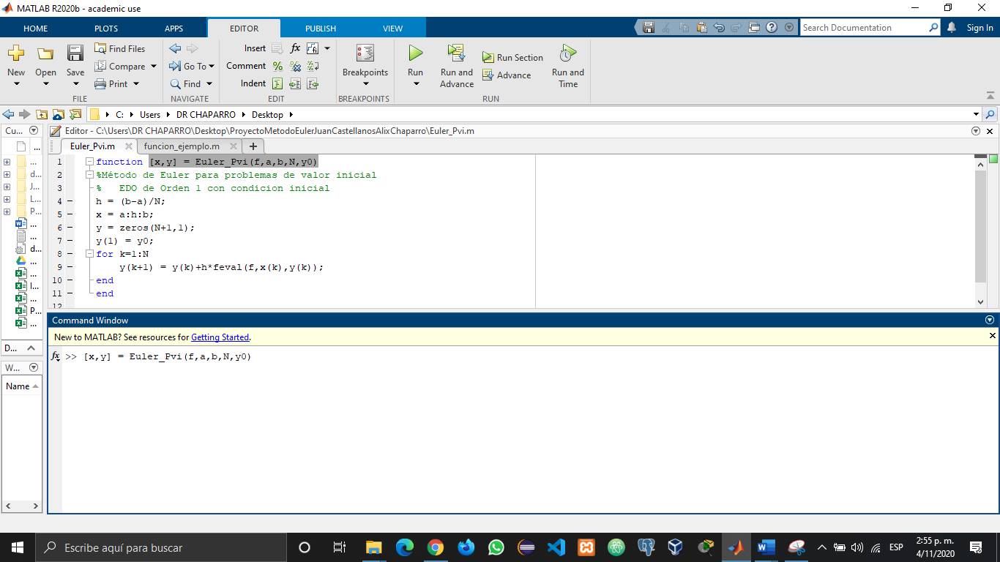 MATLAB R2020b - academic use
HOME PLOTS APPS EDITOR PUBLISH VIEW
Search Documentation
Sign In
New
Open
Save
Find Files
Compare
Print
FILE
Go To
Find
NAVIGATE
Insert fx
Comment
Indent
EDIT
Breakpoints
BREAKPOINTS
Run
Run and
Advance
Run Section
Advance
Run and
Time
RUN
C: Users DR CHAPARRO Desktop
Cu...
Editor - C:\Users\DR CHAPARRO\Desktop\ProyectoMetodoEulerJuanCastellanosAlixChaparro\Euler_Pvi.m
Euler_Pvi.m funcion_ejemplo.m
...
...
d...
J...
L...
P...
...
...
d...
...
...
I...
...
P...
...
D...
W...
Name
1 function [x,y] = Euler_Pvi(f,a,b,N,y0)
2 %Método de Euler para problemas de valor inicial
3 % EDO de Orden 1 con condicion inicial
4 h = (b-a)/N;
5 x = a:h:b;
6 y = zeros(N+1,1);
7 y(1) = y0;
8 for k=1:N
9 y(k+1) = y(k)+h*feval(f,x(k),y(k));
10 end
11 end
12
Command Window
New to MATLAB? See resources for Getting Started.
fx >> [x,y] = Euler_Pvi(f,a,b,N,y0)
Escribe aquí para buscar
ESP
2:55 p. m.
4/11/2020